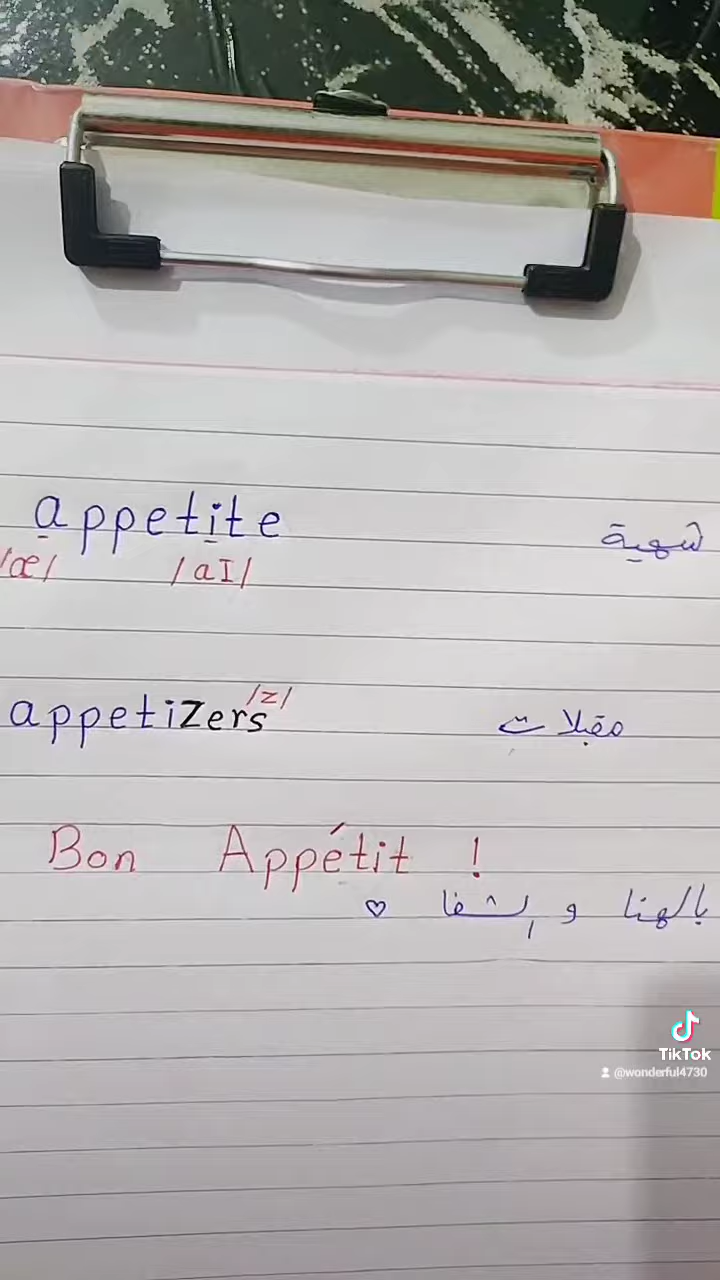 appetite شهية
/æ/ /aI/
/z/
appetizers مقبلات
Bon Appétit !
بالهنا و الشفا ♡
TikTok
@wonderful4730